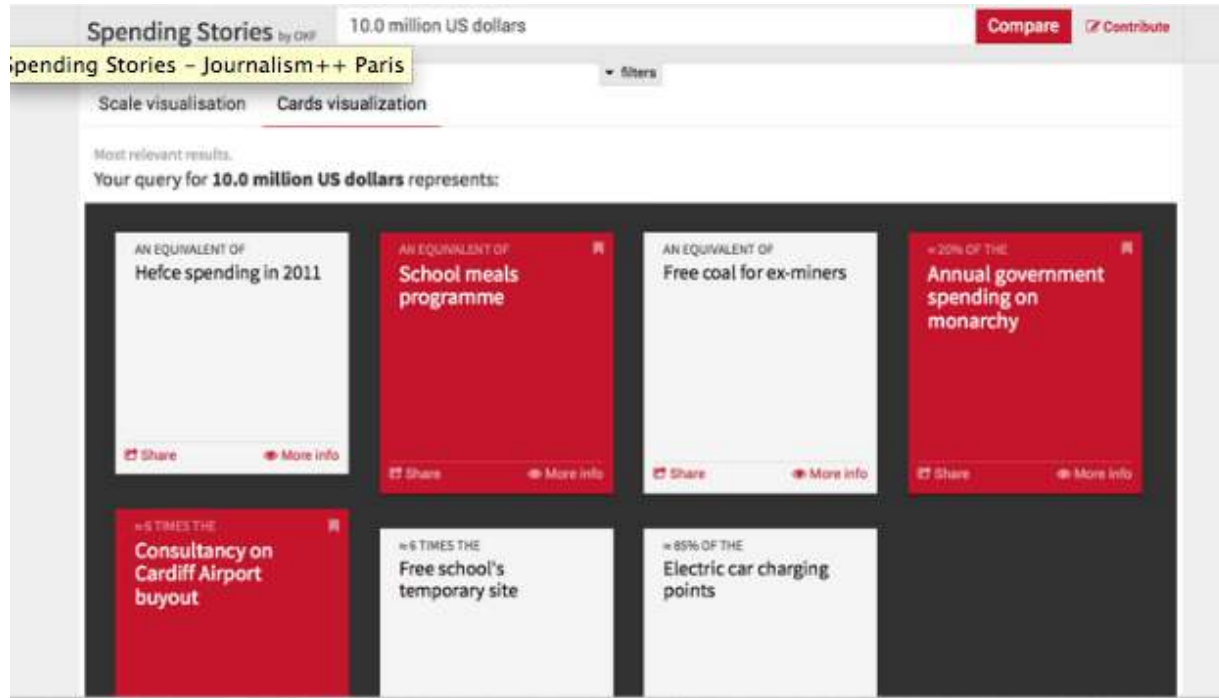 Spending Stories by OKF
10.0 million US dollars
Compare
Contribute
Spending Stories – Journalism++ Paris
filters
Scale visualisation
Cards visualization
Most relevant results.
Your query for 10.0 million US dollars represents:
AN EQUIVALENT OF
Hefce spending in 2011
Share
More info
AN EQUIVALENT OF
School meals
programme
Share
More info
AN EQUIVALENT OF
Free coal for ex-miners
Share
More info
≈ 20% OF THE
Annual government
spending on
monarchy
Share
More info
≈ 6 TIMES THE
Consultancy on
Cardiff Airport
buyout
≈ 6 TIMES THE
Free school's
temporary site
≈ 85% OF THE
Electric car charging
points